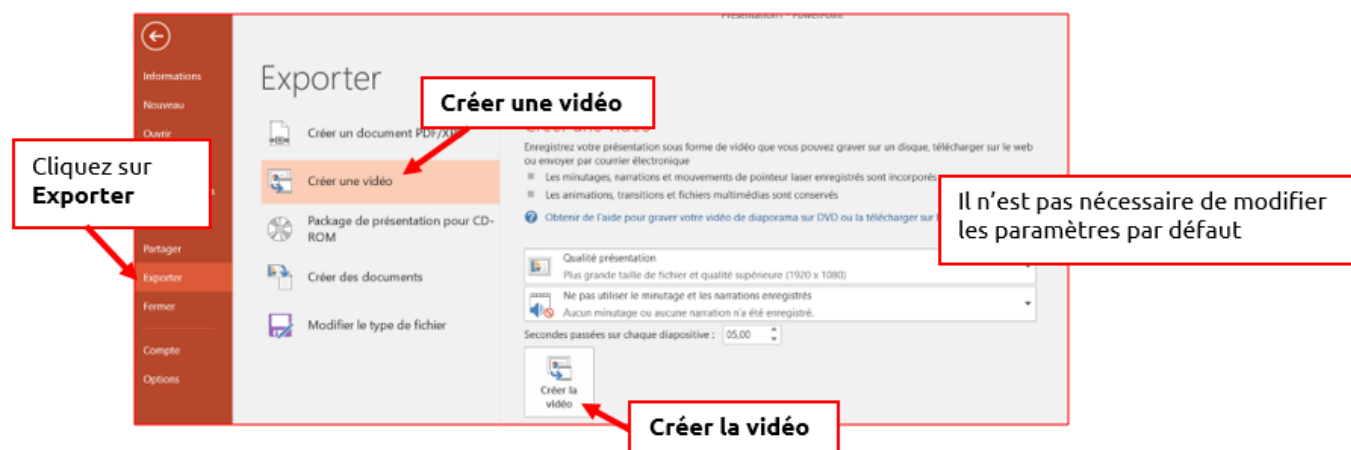 Présentation1 - PowerPoint
Informations
Nouveau
Ouvrir
Partager
Exporter
Fermer
Compte
Options
Cliquez sur
Exporter
Exporter
Créer un document PDF/XP
Créer une vidéo
Package de présentation pour CD-
ROM
Créer des documents
Modifier le type de fichier
Créer une vidéo
Créer une vidéo
Enregistrez votre présentation sous forme de vidéo que vous pouvez graver sur un disque, télécharger sur le web
ou envoyer par courrier électronique
Les minutages, narrations et mouvements de pointeur laser enregistrés sont incorporés
Les animations, transitions et fichiers multimédias sont conservés
Obtenir de l'aide pour graver votre vidéo de diaporama sur DVD ou la télécharger sur
Il n’est pas nécessaire de modifier
les paramètres par défaut
Qualité présentation
Plus grande taille de fichier et qualité supérieure (1920 x 1080)
Ne pas utiliser le minutage et les narrations enregistrés
Aucun minutage ou aucune narration n'a été enregistré.
Secondes passées sur chaque diapositive : 05,00
Créer la
vidéo
Créer la vidéo